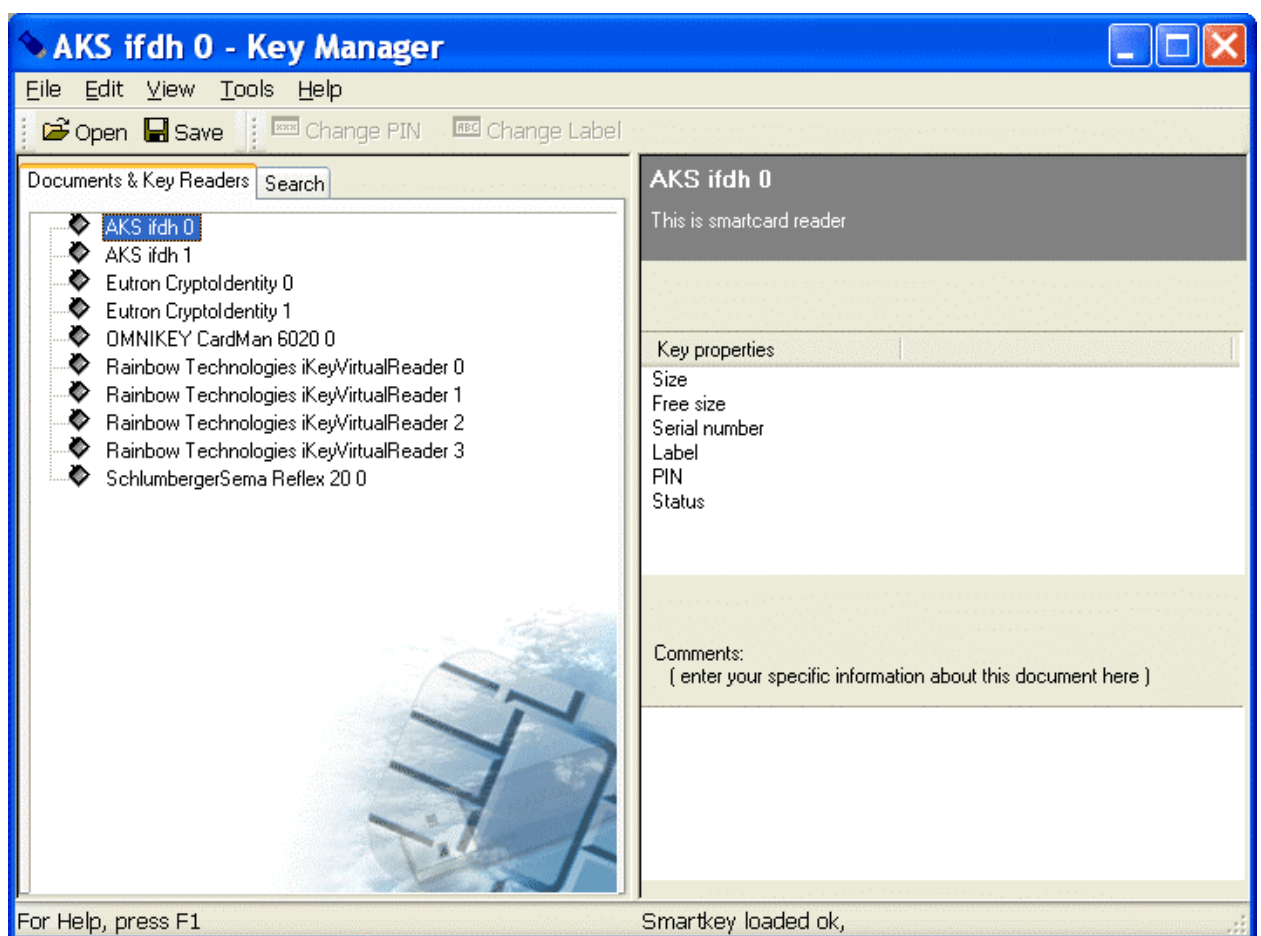 AKS ifdh 0 - Key Manager
File Edit View Tools Help
Open Save Change PIN Change Label
Documents & Key Readers Search
AKS ifdh 0
AKS ifdh 1
Eutron CryptoIdentity 0
Eutron CryptoIdentity 1
OMNIKEY CardMan 6020 0
Rainbow Technologies iKeyVirtualReader 0
Rainbow Technologies iKeyVirtualReader 1
Rainbow Technologies iKeyVirtualReader 2
Rainbow Technologies iKeyVirtualReader 3
SchlumbergerSema Reflex 20 0
AKS ifdh 0
This is smartcard reader
Key properties
Size
Free size
Serial number
Label
PIN
Status
Comments:
( enter your specific information about this document here )
For Help, press F1
Smartkey loaded ok,